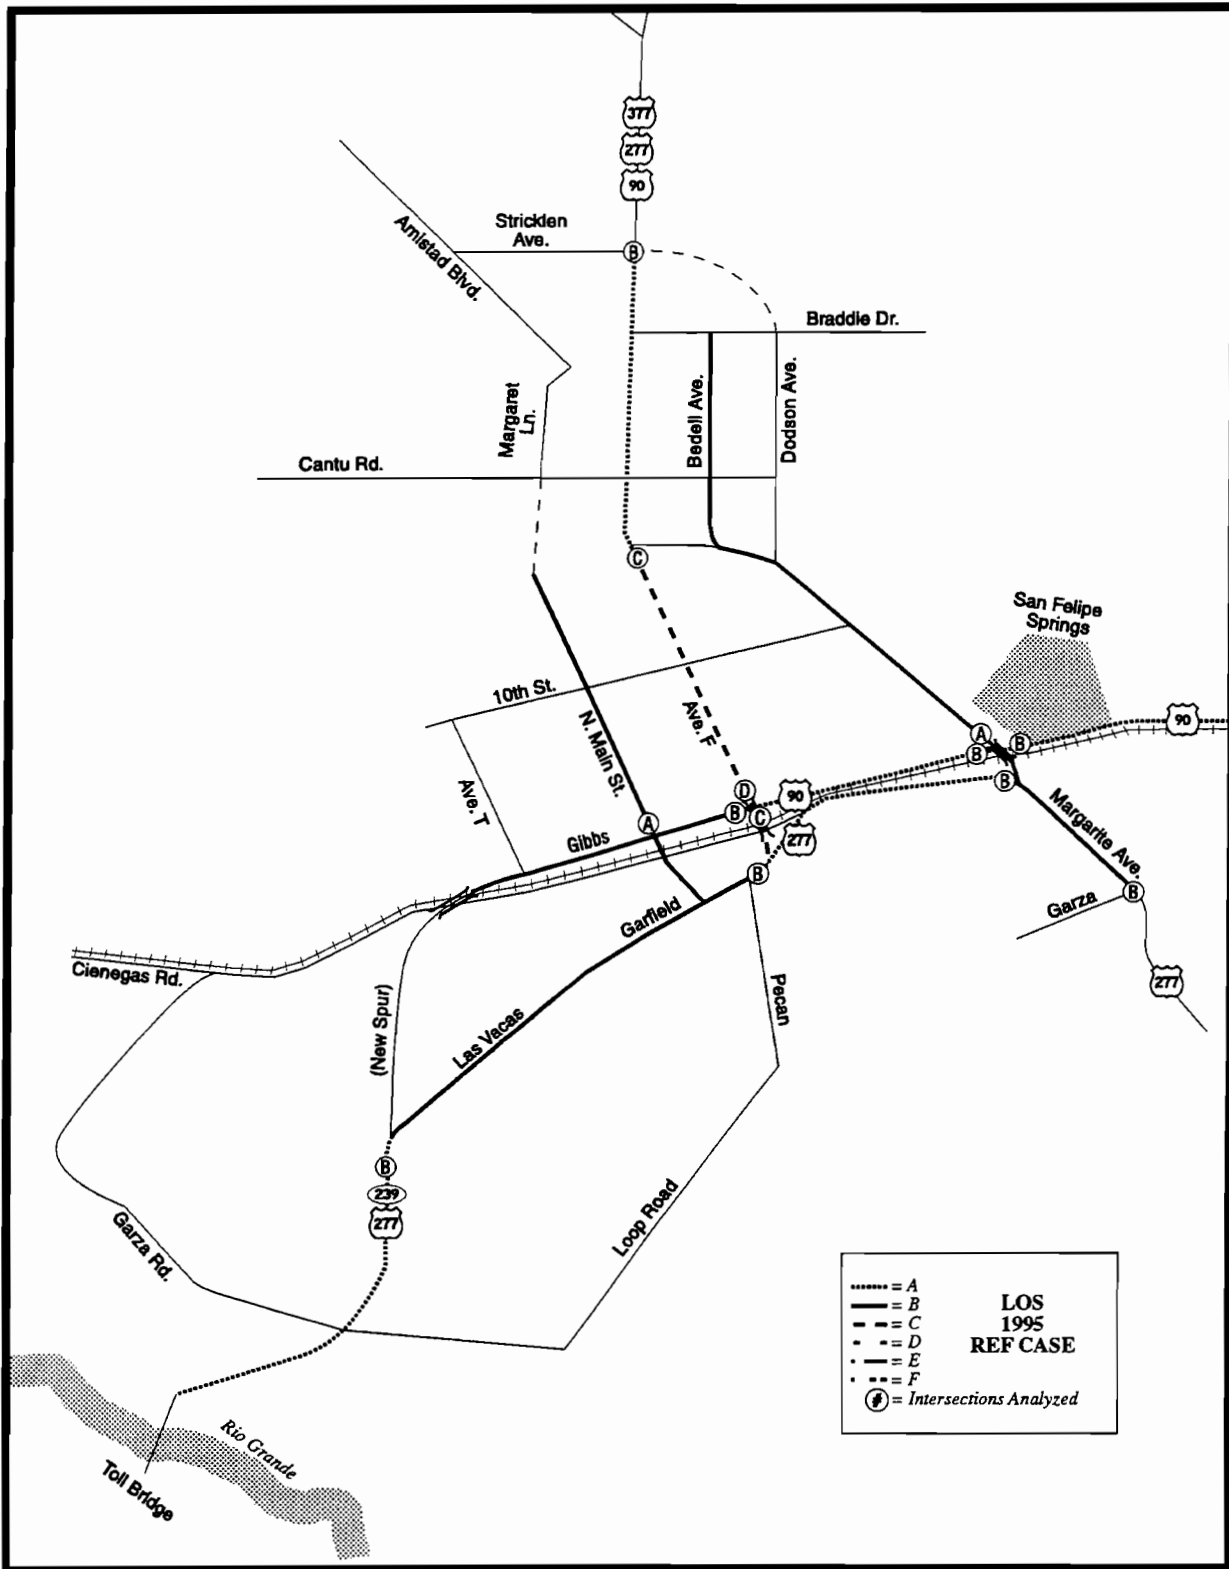 377
277
90
Stricklen
Ave.
B
Amistad Blvd.
Braddie Dr.
Margaret
Ln.
Bedell Ave.
Dodson Ave.
Cantu Rd.
C
San Felipe
Springs
10th St.
N. Main St.
Ave. F
Ave. T
A
B
B
90
D
B
90
C
277
B
A
Gibbs
Margarite Ave.
B
B
Garfield
Garza
Cienegas Rd.
Pecan
277
(New Spur)
Las Vacas
B
239
277
Garza Rd.
Loop Road
Rio Grande
Toll Bridge
= A
= B
= C
= D
= E
= F
# = Intersections Analyzed
LOS
1995
REF CASE